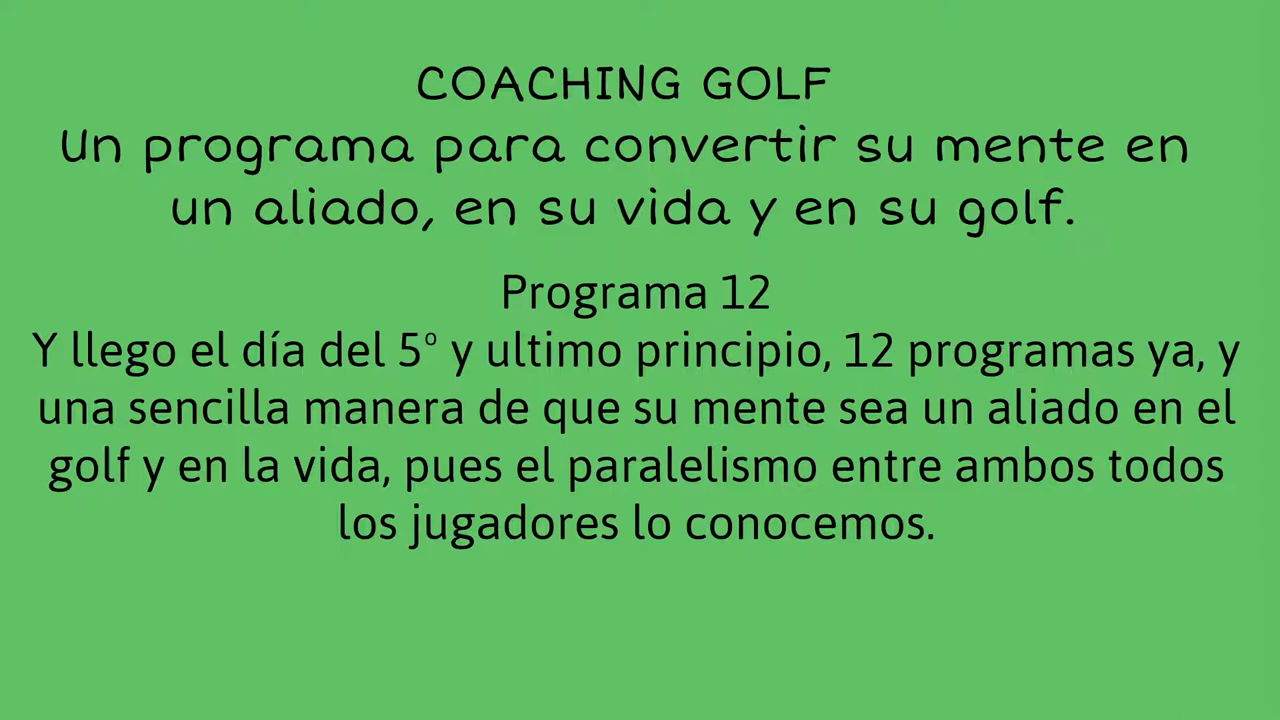 COACHING GOLF
Un programa para convertir su mente en
un aliado, en su vida y en su golf.
Programa 12
Y llego el día del 5º y ultimo principio, 12 programas ya, y
una sencilla manera de que su mente sea un aliado en el
golf y en la vida, pues el paralelismo entre ambos todos
los jugadores lo conocemos.